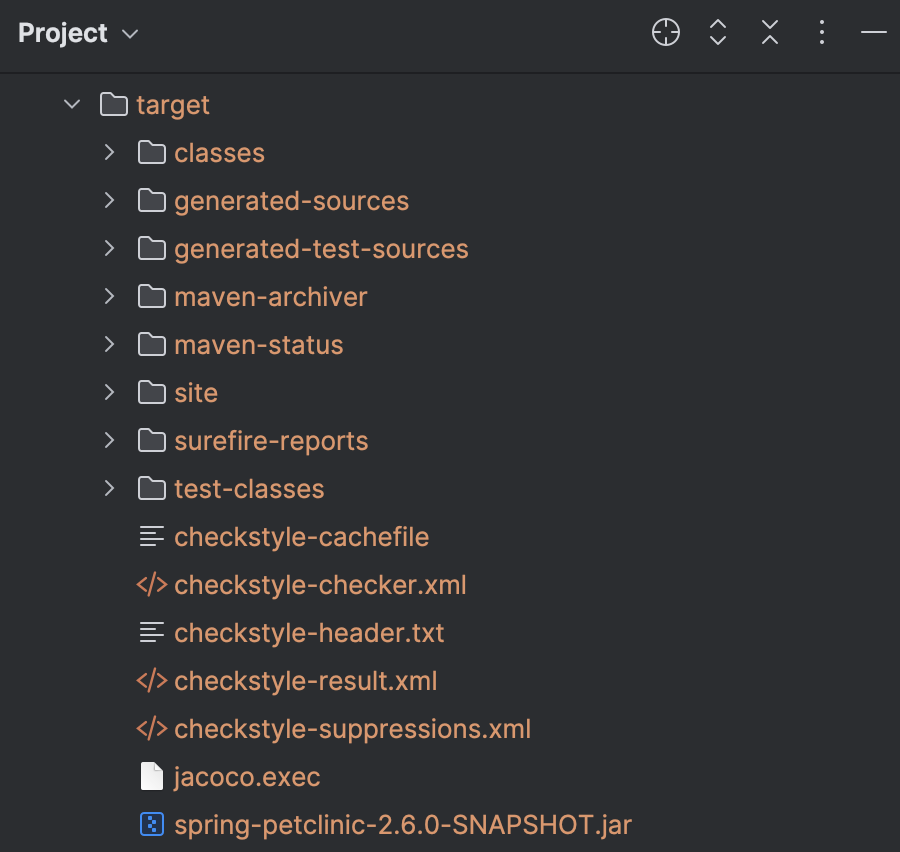 Project
target
classes
generated-sources
generated-test-sources
maven-archiver
maven-status
site
surefire-reports
test-classes
checkstyle-cachefile
checkstyle-checker.xml
checkstyle-header.txt
checkstyle-result.xml
checkstyle-suppressions.xml
jacoco.exec
spring-petclinic-2.6.0-SNAPSHOT.jar